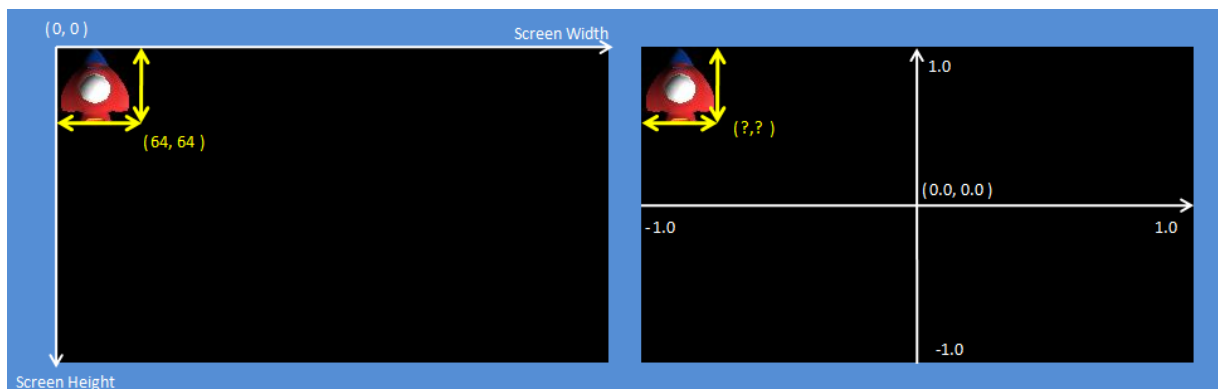 (0, 0 )
Screen Width
(64, 64 )
Screen Height
1.0
(?,? )
(0.0, 0.0 )
-1.0
1.0
-1.0